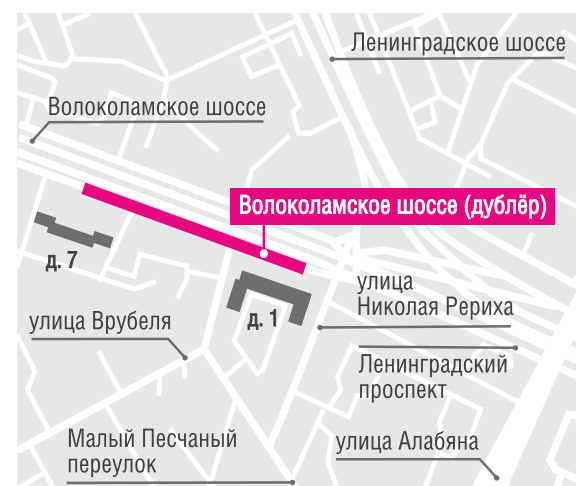 Ленинградское шоссе
Волоколамское шоссе
Волоколамское шоссе (дублёр)
д. 7
улица
Николая Рериха
д. 1
улица Врубеля
Ленинградский
проспект
Малый Песчаный
переулок
улица Алабяна